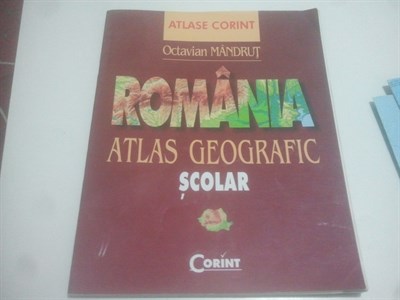 ATLASE CORINT
Octavian MÂNDRUȚ
ROMÂNIA
ATLAS GEOGRAFIC
ȘCOLAR
CORINT